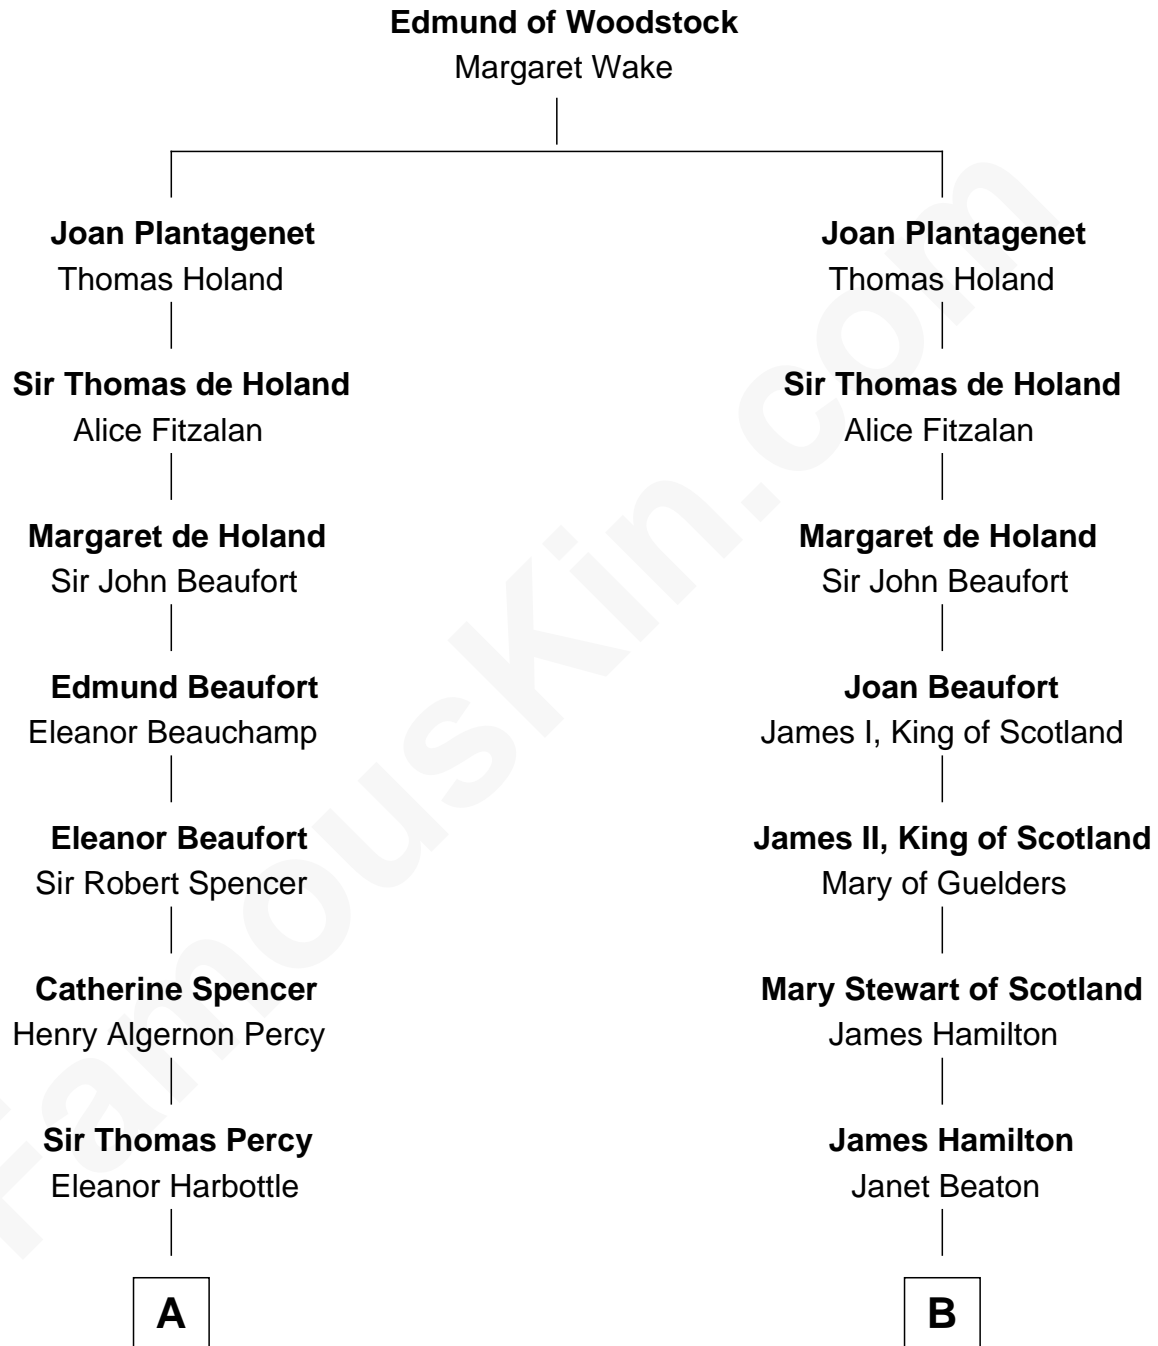 Edmund of Woodstock
Margaret Wake
Joan Plantagenet
Thomas Holand
Joan Plantagenet
Thomas Holand
Sir Thomas de Holand
Alice Fitzalan
Sir Thomas de Holand
Alice Fitzalan
Margaret de Holand
Sir John Beaufort
Margaret de Holand
Sir John Beaufort
Edmund Beaufort
Eleanor Beauchamp
Joan Beaufort
James I, King of Scotland
Eleanor Beaufort
Sir Robert Spencer
James II, King of Scotland
Mary of Guelders
Catherine Spencer
Henry Algernon Percy
Mary Stewart of Scotland
James Hamilton
Sir Thomas Percy
Eleanor Harbottle
James Hamilton
Janet Beaton
A
B
FamousKin.com